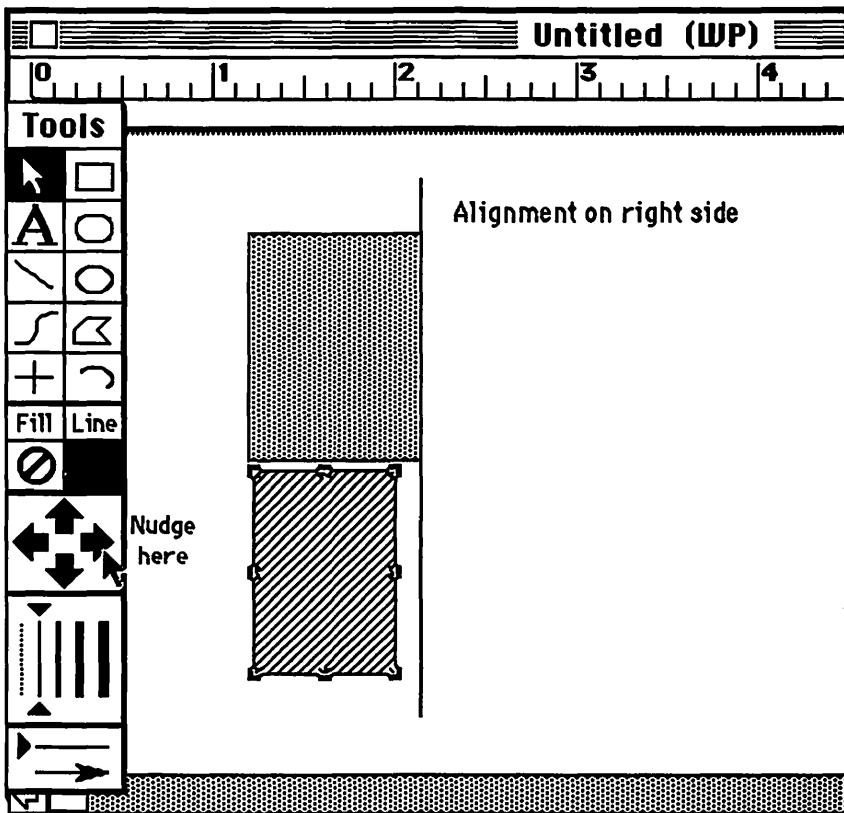 Untitled (WP)
0 1 2 3 4
Tools
Alignment on right side
A
Fill Line
Nudge
here